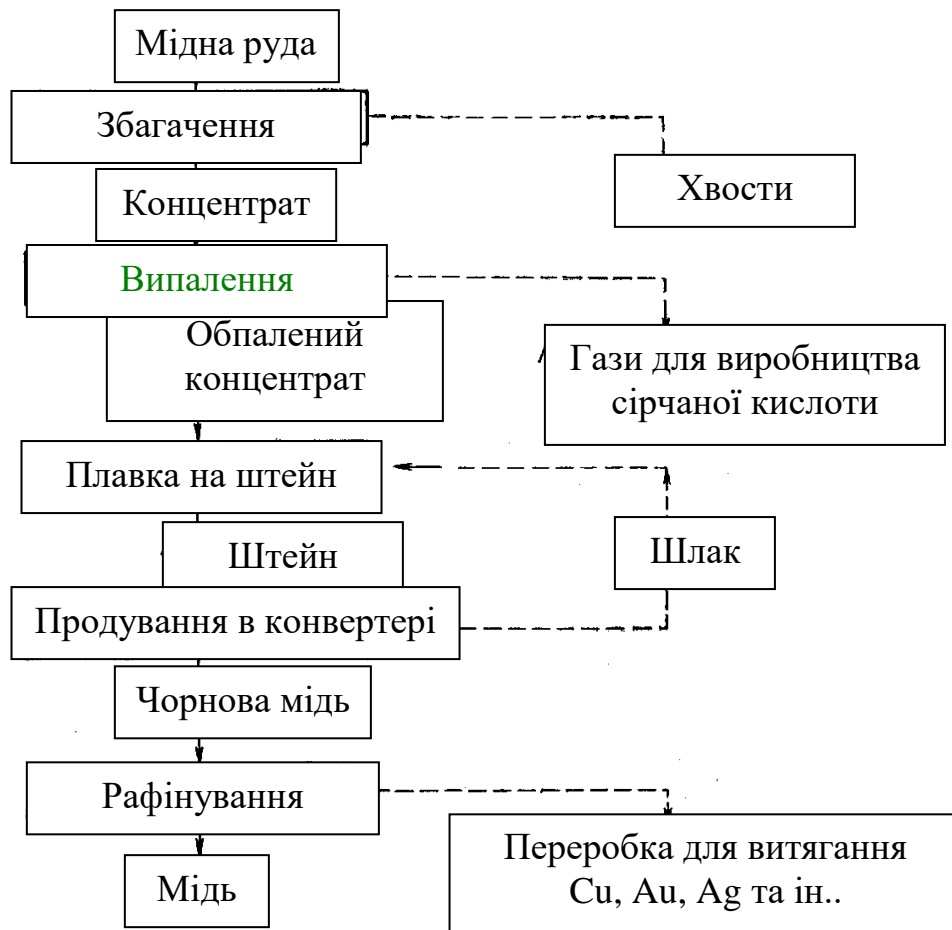 Мідна руда
Збагачення
Хвости
Концентрат
Випалення
Обпалений
концентрат
Гази для виробництва
сірчаної кислоти
Плавка на штейн
Штейн
Шлак
Продування в конвертері
Чорнова мідь
Рафінування
Переробка для витягання
Cu, Au, Ag та ін..
Мідь